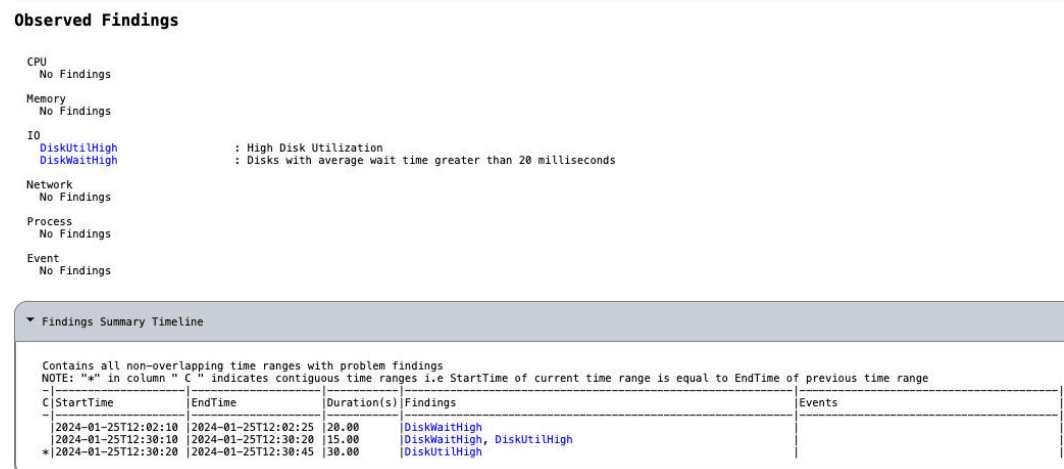 Observed Findings
CPU
No Findings
Memory
No Findings
IO
DiskUtilHigh : High Disk Utilization
DiskWaitHigh : Disks with average wait time greater than 20 milliseconds
Network
No Findings
Process
No Findings
Event
No Findings
Findings Summary Timeline
Contains all non-overlapping time ranges with problem findings
NOTE: "*" in column " C " indicates contiguous time ranges i.e StartTime of current time range is equal to EndTime of previous time range
C|StartTime |EndTime |Duration(s)|Findings |Events |
|2024-01-25T12:02:10 |2024-01-25T12:02:25 |20.00 |DiskWaitHigh | |
|2024-01-25T12:30:10 |2024-01-25T12:30:20 |15.00 |DiskWaitHigh, DiskUtilHigh | |
*|2024-01-25T12:30:20 |2024-01-25T12:30:45 |30.00 |DiskUtilHigh | |